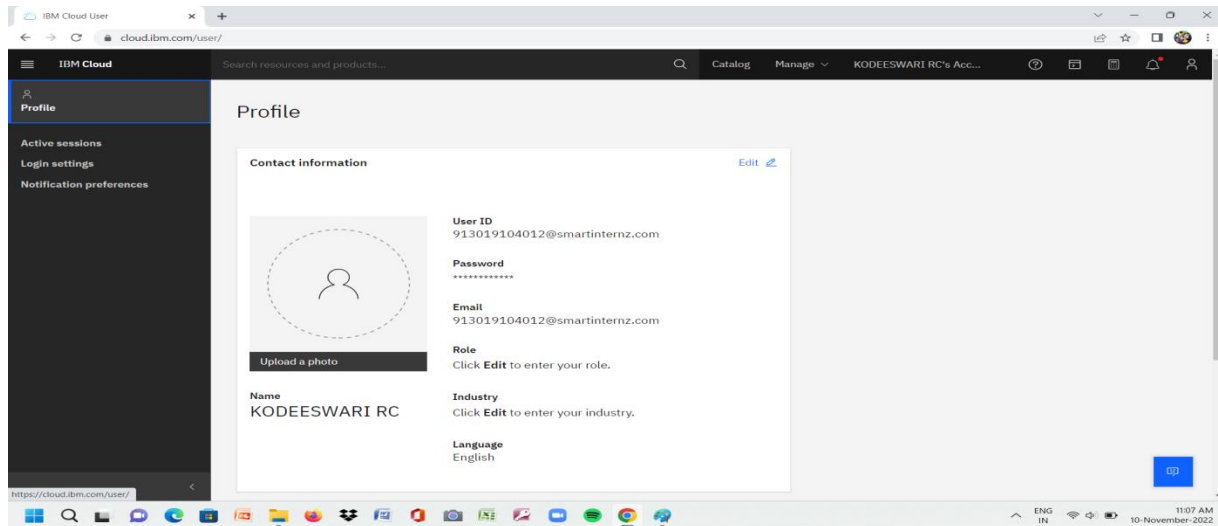 IBM Cloud User
cloud.ibm.com/user/
IBM Cloud
Search resources and products...
Catalog
Manage
KODEESWARI RC's Acc...
Profile
Active sessions
Login settings
Notification preferences
Profile
Contact information
Edit
Upload a photo
Name
KODEESWARI RC
User ID
913019104012@smartinternz.com
Password
************
Email
913019104012@smartinternz.com
Role
Click Edit to enter your role.
Industry
Click Edit to enter your industry.
Language
English
https://cloud.ibm.com/user/
ENG
IN
11:07 AM
10-November-2022